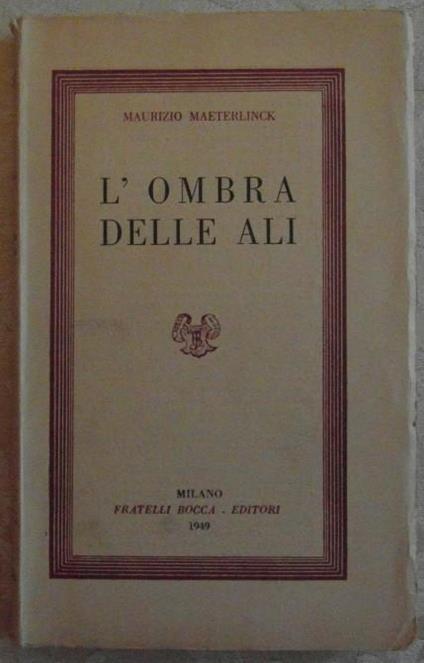 MAURIZIO MAETERLINCK
L' OMBRA
DELLE ALI
MILANO
FRATELLI BOCCA - EDITORI
1949